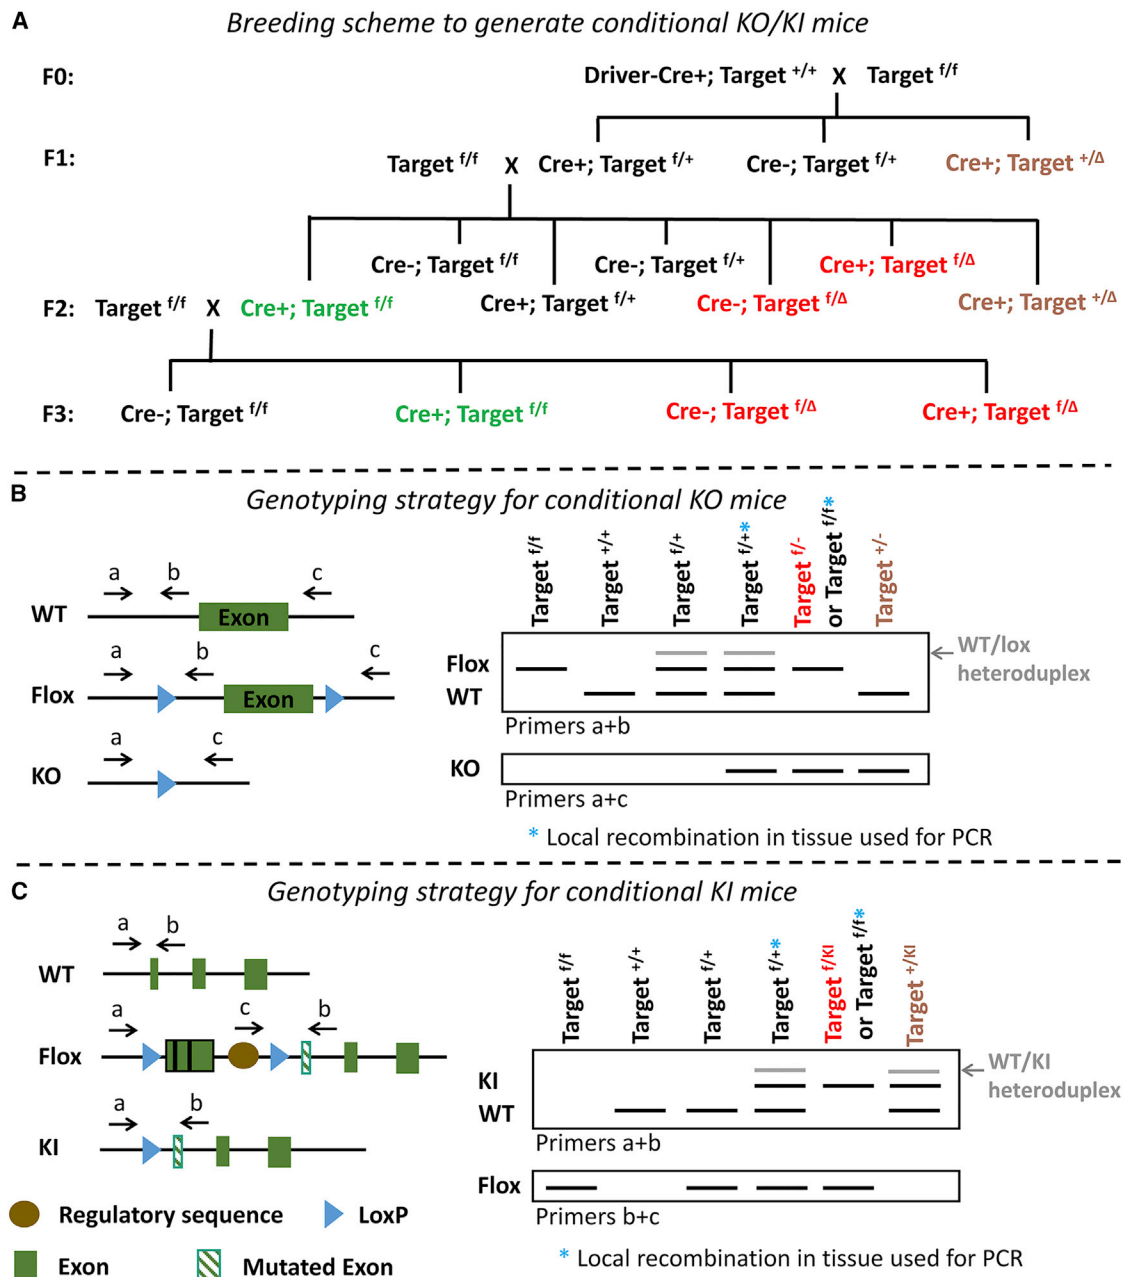 A
Breeding scheme to generate conditional KO/KI mice
F0: Driver-Cre+; Target +/+ X Target f/f
F1: Target f/f X Cre+; Target f/+ Cre-; Target f/+ Cre+; Target +/Δ
Cre-; Target f/f Cre-; Target f/+ Cre+; Target f/Δ
F2: Target f/f X Cre+; Target f/f Cre+; Target f/+ Cre-; Target f/Δ Cre+; Target +/Δ
F3: Cre-; Target f/f Cre+; Target f/f Cre-; Target f/Δ Cre+; Target f/Δ
B
Genotyping strategy for conditional KO mice
a b c
WT Exon
a b c
Flox Exon
a c
KO
Target f/f
Target +/+
Target f/+
Target f/+*
Target f/-
or Target f/f*
Target +/-
Flox
WT
WT/lox
heteroduplex
Primers a+b
KO
Primers a+c
* Local recombination in tissue used for PCR
C
Genotyping strategy for conditional KI mice
a b
WT
a c b
Flox
a b
KI
Regulatory sequence LoxP
Exon Mutated Exon
Target f/f
Target +/+
Target f/+
Target f/+*
Target f/KI
or Target f/f*
Target +/KI
KI
WT
WT/KI
heteroduplex
Primers a+b
Flox
Primers b+c
* Local recombination in tissue used for PCR